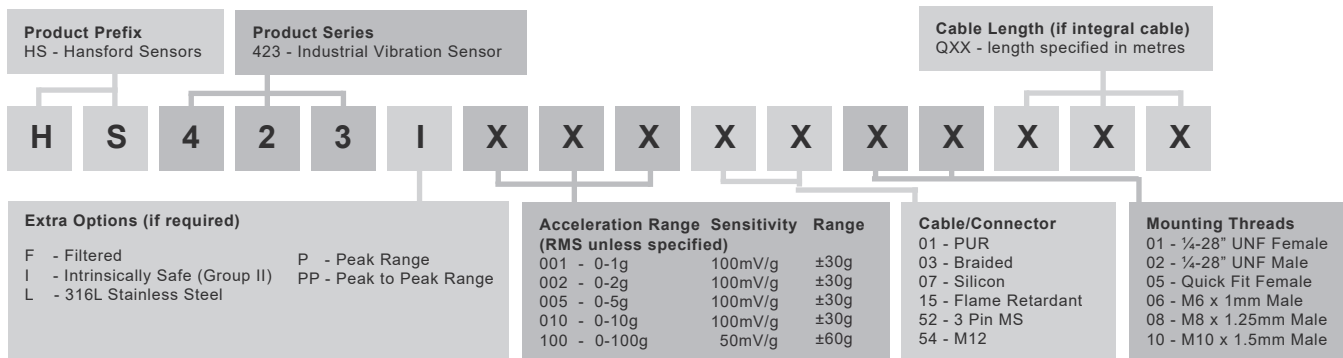 Product Prefix
HS - Hansford Sensors
Product Series
423 - Industrial Vibration Sensor
Cable Length (if integral cable)
QXX - length specified in metres
H S 4 2 3 I X X X X X X X X X X
Extra Options (if required)
F - Filtered
I - Intrinsically Safe (Group II)
L - 316L Stainless Steel
P - Peak Range
PP - Peak to Peak Range
Acceleration Range Sensitivity Range
(RMS unless specified)
001 - 0-1g 100mV/g ±30g
002 - 0-2g 100mV/g ±30g
005 - 0-5g 100mV/g ±30g
010 - 0-10g 100mV/g ±30g
100 - 0-100g 50mV/g ±60g
Cable/Connector
01 - PUR
03 - Braided
07 - Silicon
15 - Flame Retardant
52 - 3 Pin MS
54 - M12
Mounting Threads
01 - ¼-28” UNF Female
02 - ¼-28” UNF Male
05 - Quick Fit Female
06 - M6 x 1mm Male
08 - M8 x 1.25mm Male
10 - M10 x 1.5mm Male